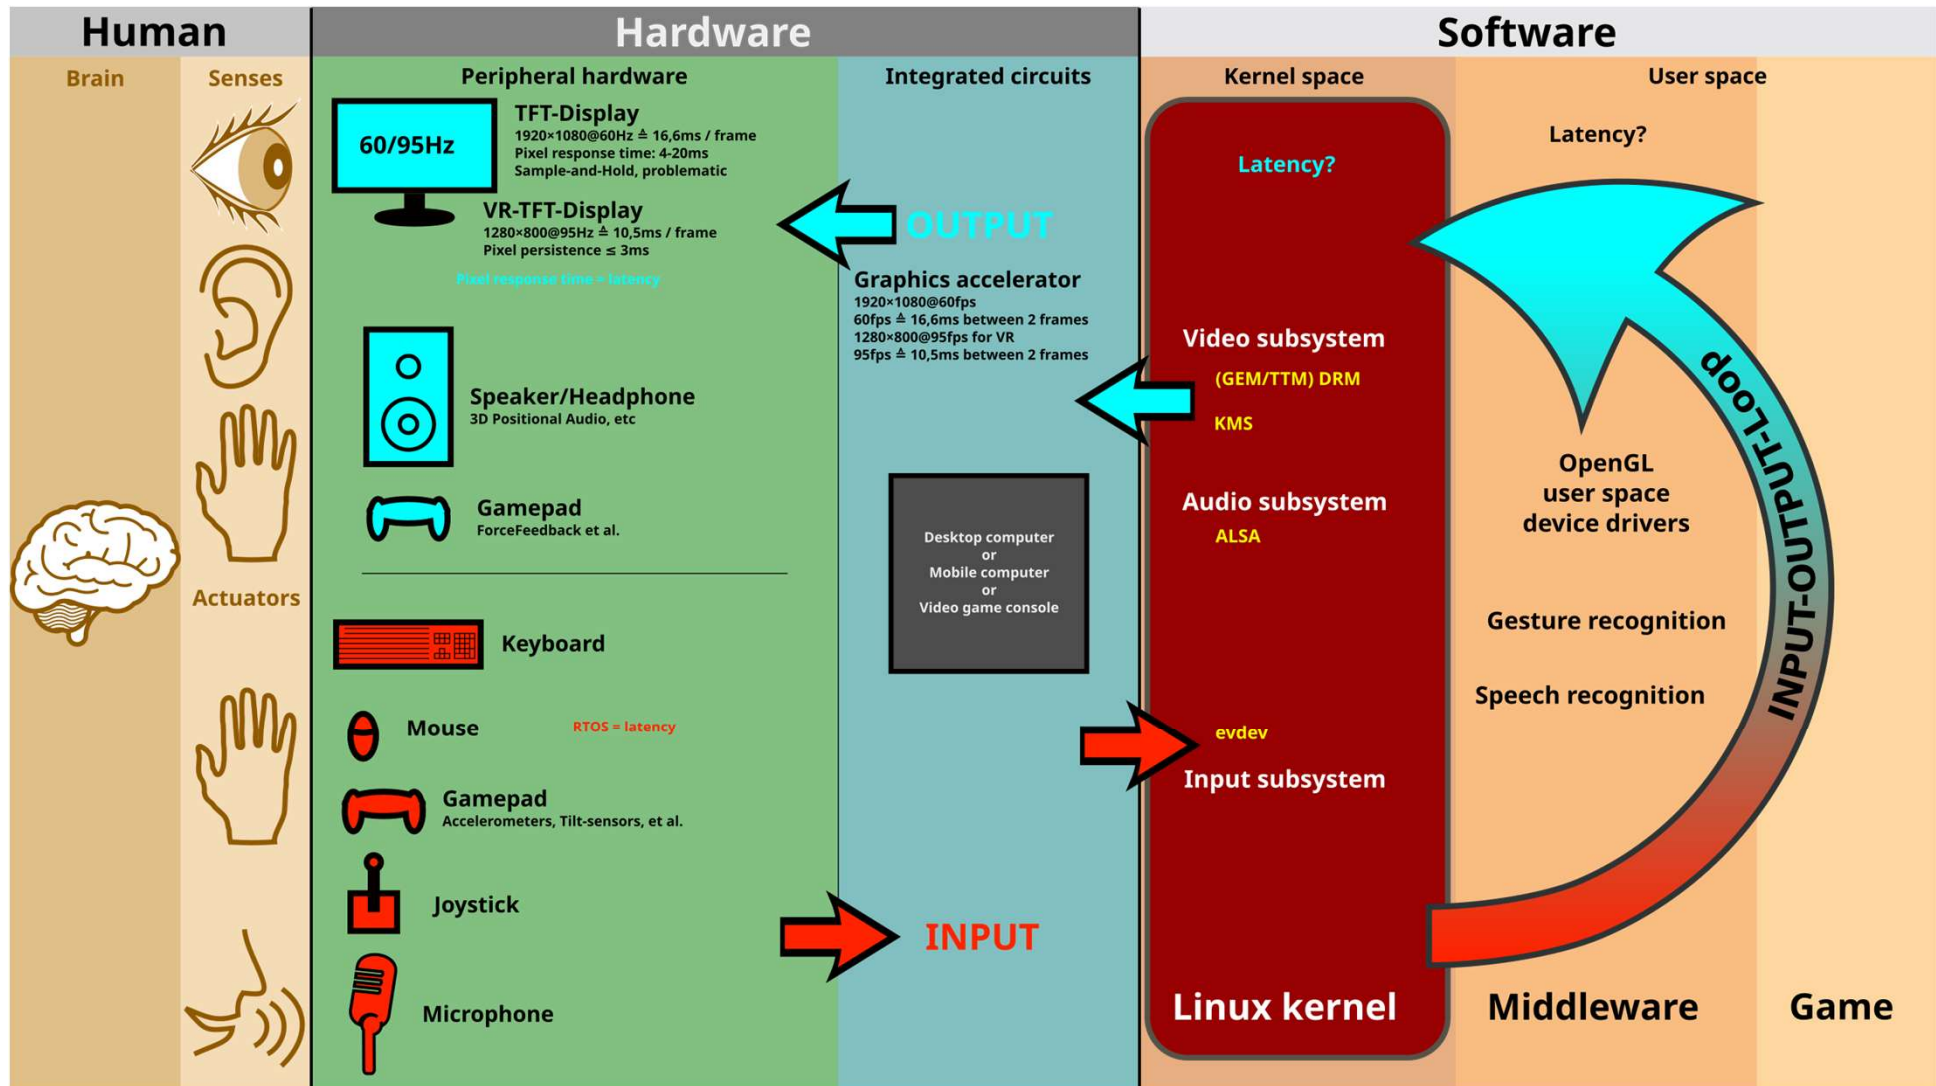 Human
Hardware
Software
Brain
Senses
Peripheral hardware
Integrated circuits
Kernel space
User space
60/95Hz
TFT-Display
1920×1080@60Hz ≙ 16,6ms / frame
Pixel response time: 4-20ms
Sample-and-Hold, problematic
VR-TFT-Display
1280×800@95Hz ≙ 10,5ms / frame
Pixel persistence ≤ 3ms
Pixel response time = latency
Speaker/Headphone
3D Positional Audio, etc
Gamepad
ForceFeedback et al.
Actuators
Keyboard
Mouse
RTOS = latency
Gamepad
Accelerometers, Tilt-sensors, et al.
Joystick
Microphone
OUTPUT
Graphics accelerator
1920×1080@60fps
60fps ≙ 16,6ms between 2 frames
1280×800@95fps for VR
95fps ≙ 10,5ms between 2 frames
Desktop computer
or
Mobile computer
or
Video game console
INPUT
Latency?
Video subsystem
(GEM/TTM) DRM
KMS
Audio subsystem
ALSA
evdev
Input subsystem
Linux kernel
Latency?
OpenGL
user space
device drivers
Gesture recognition
Speech recognition
INPUT-OUTPUT-Loop
Middleware
Game